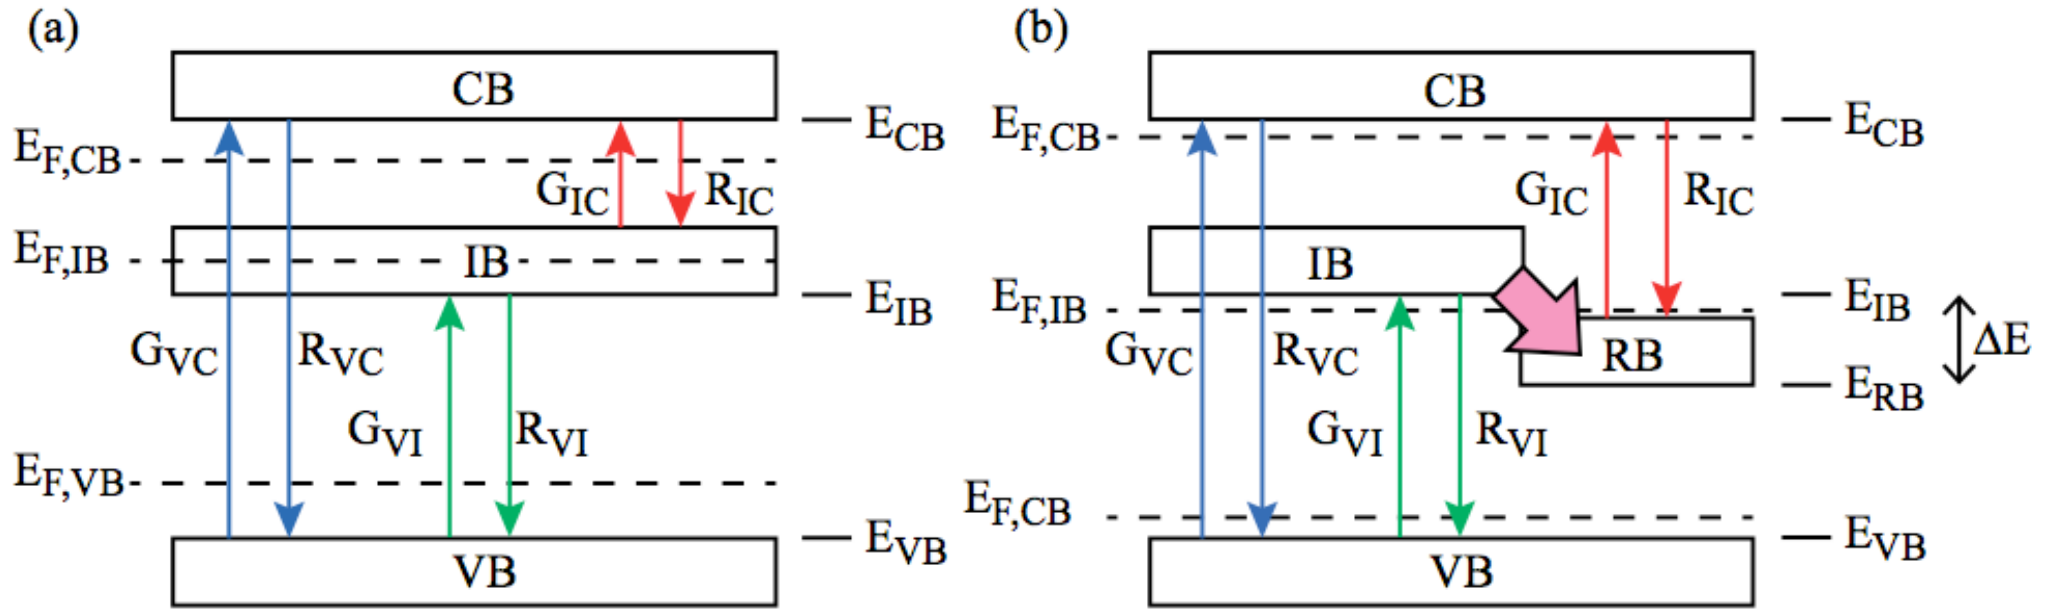 (a)
CB
E_CB
E_F,CB
G_IC
R_IC
E_F,IB
IB
E_IB
G_VC
R_VC
G_VI
R_VI
E_F,VB
E_VB
VB
(b)
CB
E_CB
E_F,CB
G_IC
R_IC
IB
E_F,IB
E_IB
G_VC
R_VC
RB
ΔE
E_RB
G_VI
R_VI
E_F,CB
E_VB
VB